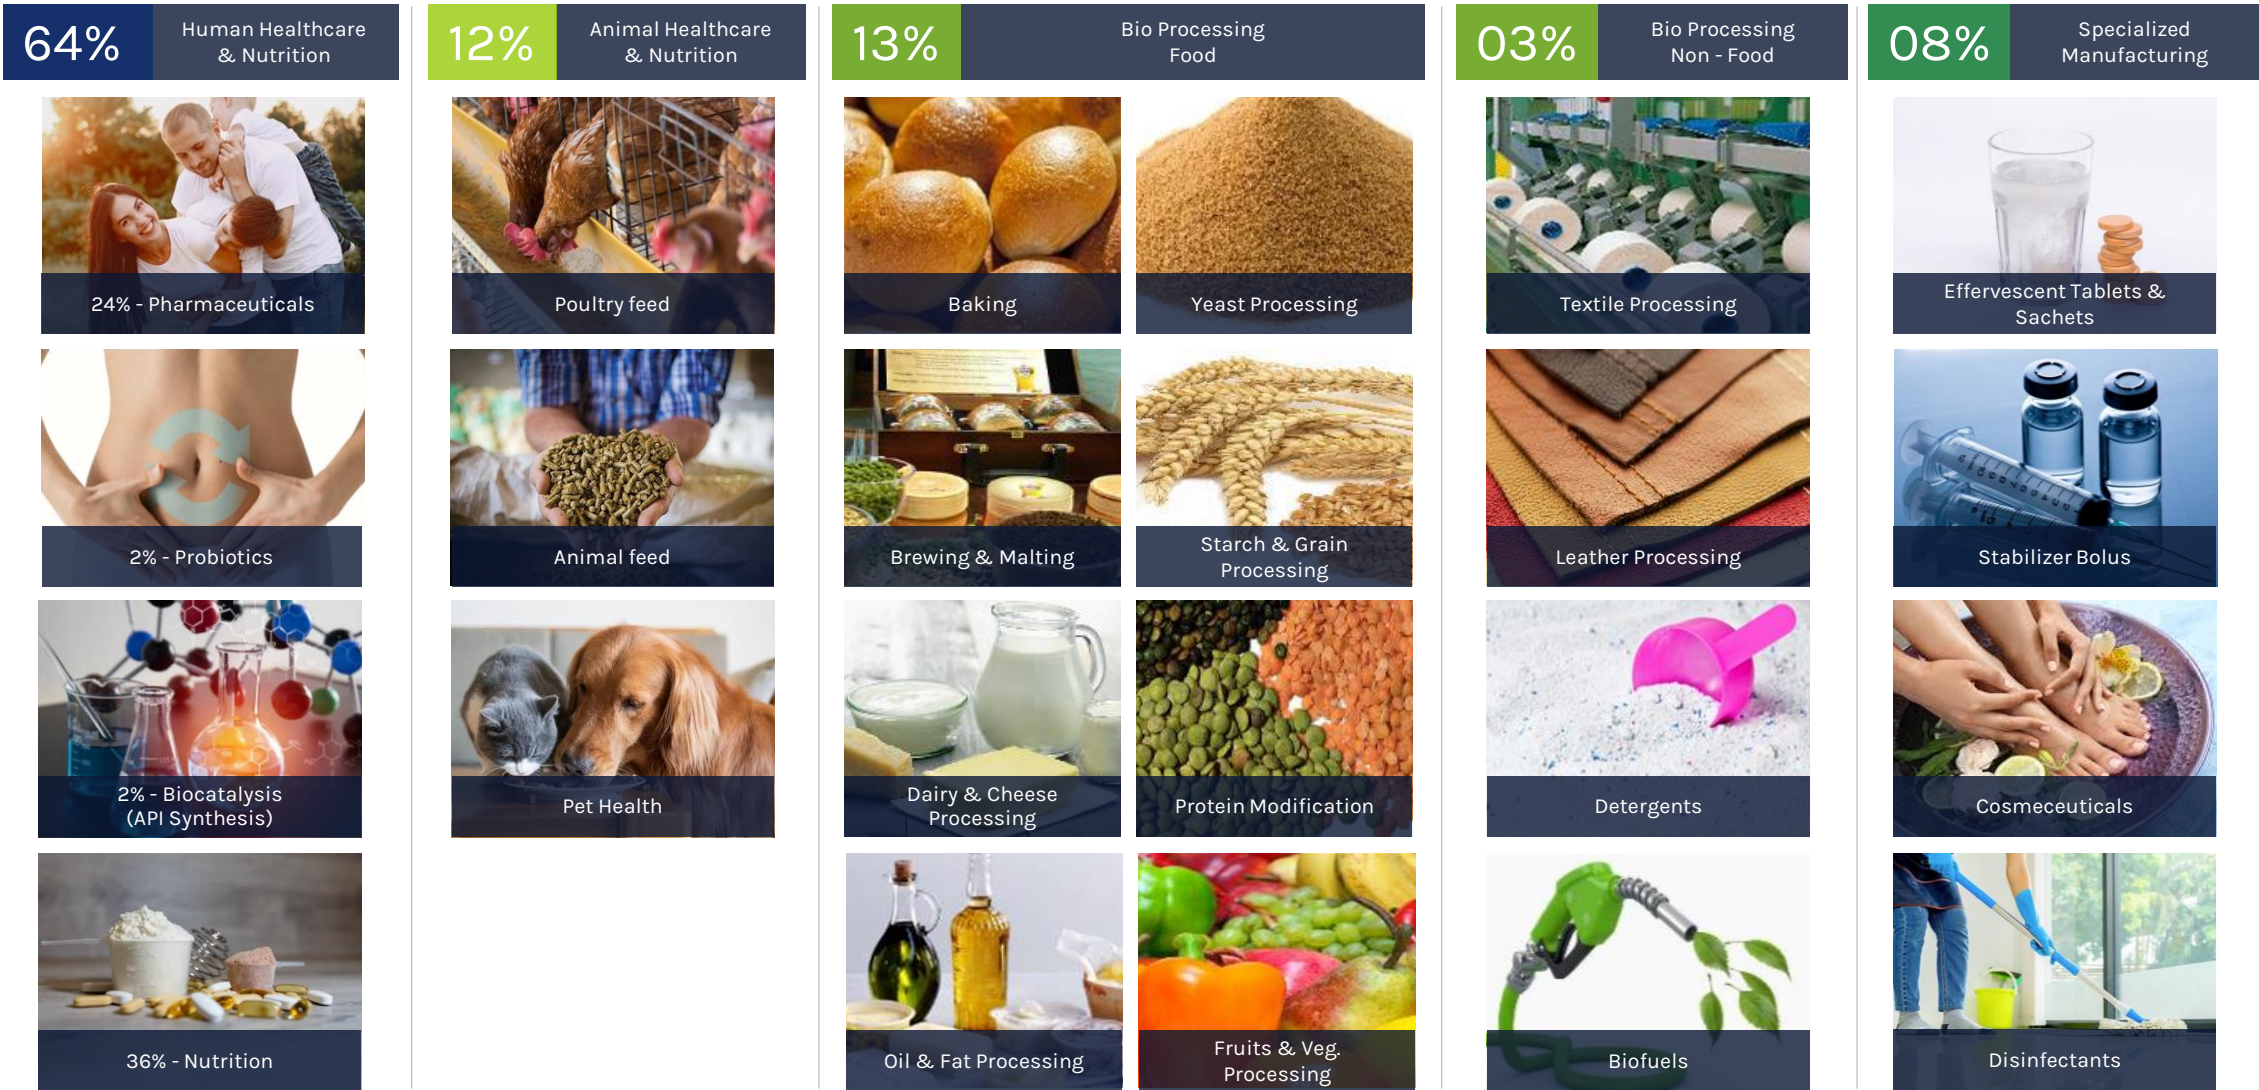 64%
Human Healthcare
& Nutrition
24% - Pharmaceuticals
2% - Probiotics
2% - Biocatalysis
(API Synthesis)
36% - Nutrition
12%
Animal Healthcare
& Nutrition
Poultry feed
Animal feed
Pet Health
13%
Bio Processing
Food
Baking
Yeast Processing
Brewing & Malting
Starch & Grain
Processing
Dairy & Cheese
Processing
Protein Modification
Oil & Fat Processing
Fruits & Veg.
Processing
03%
Bio Processing
Non - Food
Textile Processing
Leather Processing
Detergents
Biofuels
08%
Specialized
Manufacturing
Effervescent Tablets &
Sachets
Stabilizer Bolus
Cosmeceuticals
Disinfectants